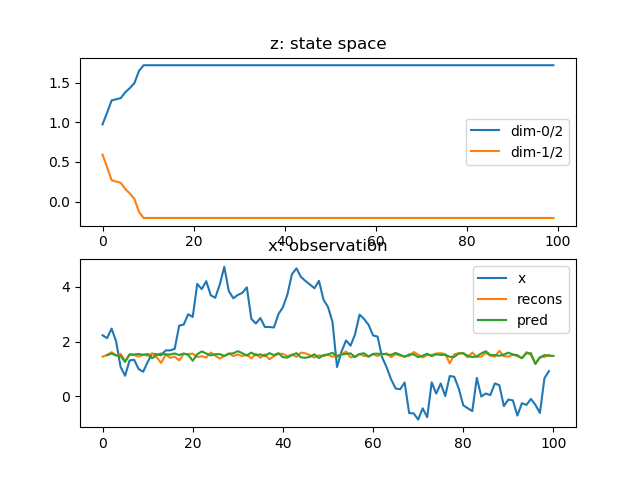 z: state space
1.5
1.0
0.5
0.0
dim-0/2
dim-1/2
0 20 40 60 80 100
x: observation
4
2
0
x
recons
pred
0 20 40 60 80 100